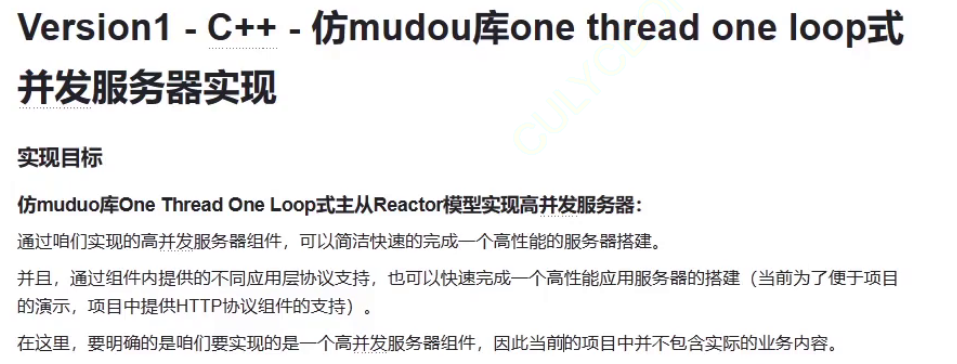 Version1 - C++ - 仿mudou库one thread one loop式
并发服务器实现
实现目标
仿muduo库One Thread One Loop式主从Reactor模型实现高并发服务器：
通过咱们实现的高并发服务器组件，可以简洁快速的完成一个高性能的服务器搭建。
并且，通过组件内提供的不同应用层协议支持，也可以快速完成一个高性能应用服务器的搭建（当前为了便于项目
的演示，项目中提供HTTP协议组件的支持）。
在这里，要明确的是咱们要实现的是一个高并发服务器组件，因此当前的项目中并不包含实际的业务内容。